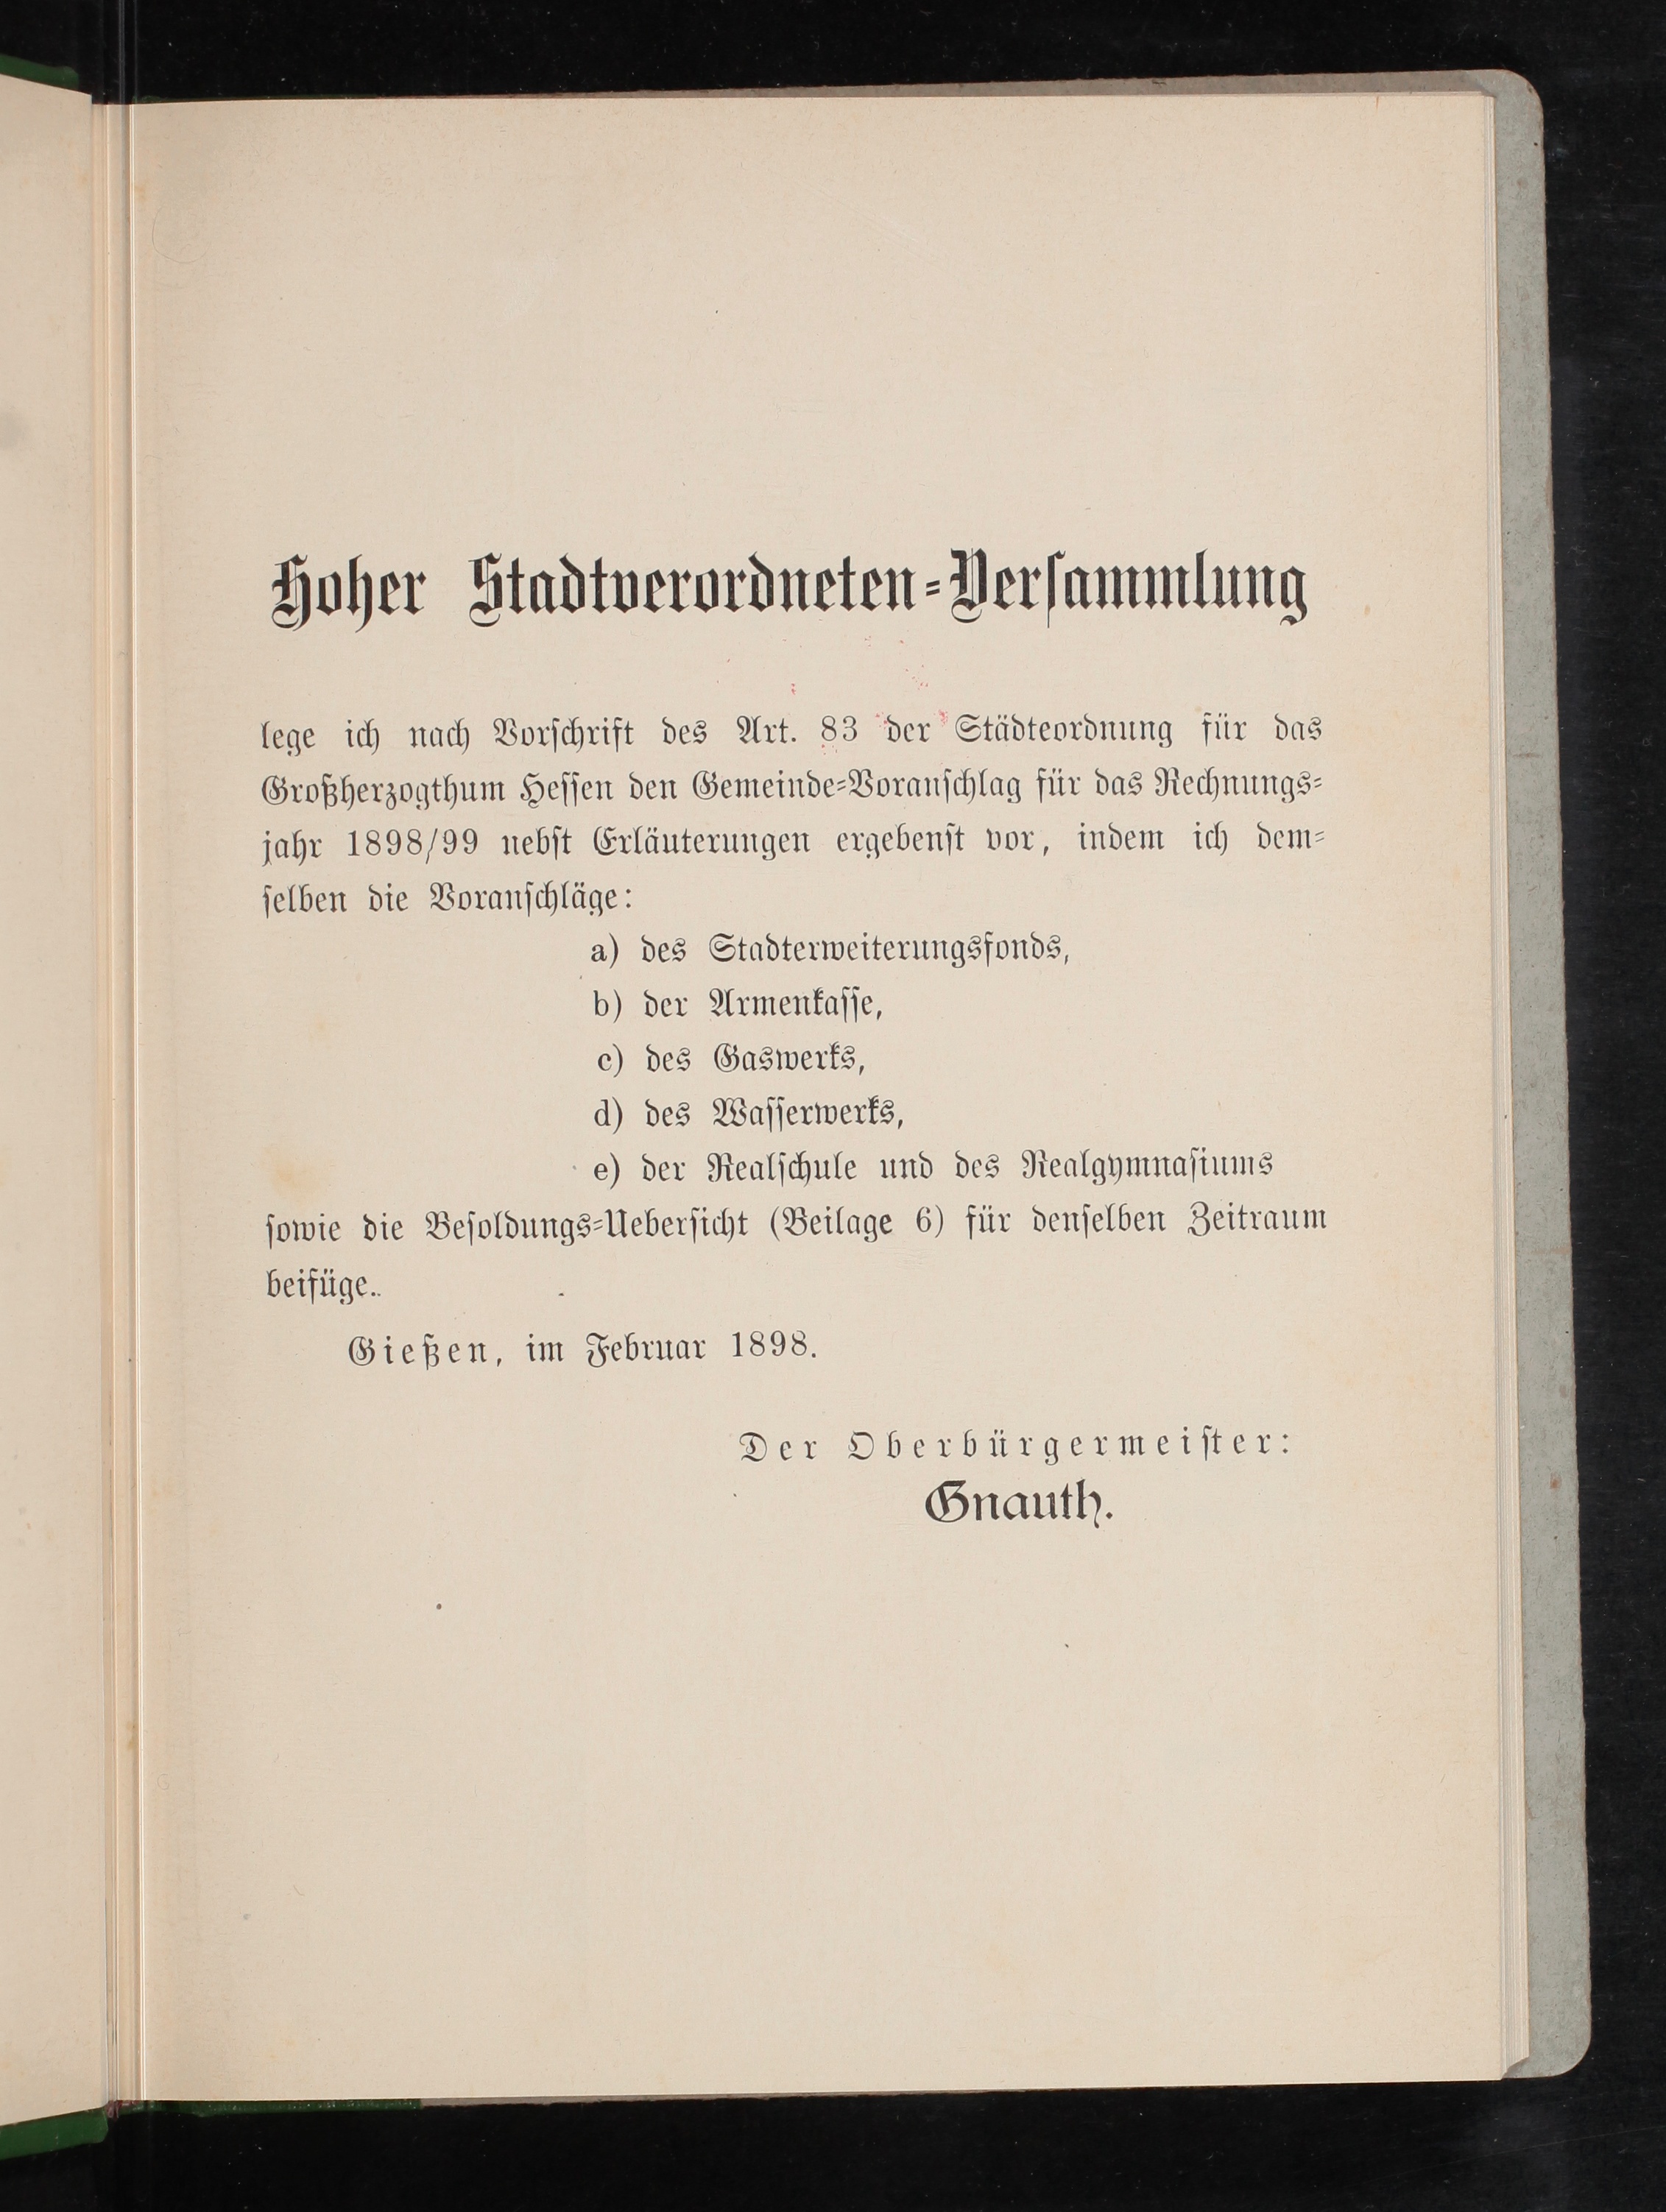 Hoher Stadtverordneten-Versammlung
lege ich nach Vorschrift des Art. 83 der Städteordnung für das
Großherzogthum Hessen den Gemeinde-Voranschlag für das Rechnungs-
jahr 1898/99 nebst Erläuterungen ergebenst vor, indem ich dem-
selben die Voranschläge:
a) des Stadterweiterungsfonds,
b) der Armenkasse,
c) des Gaswerks,
d) des Wasserwerks,
e) der Realschule und des Realgymnasiums
sowie die Besoldungs-Uebersicht (Beilage 6) für denselben Zeitraum
beifüge.
Gießen, im Februar 1898.
Der Oberbürgermeister:
Gnauth.